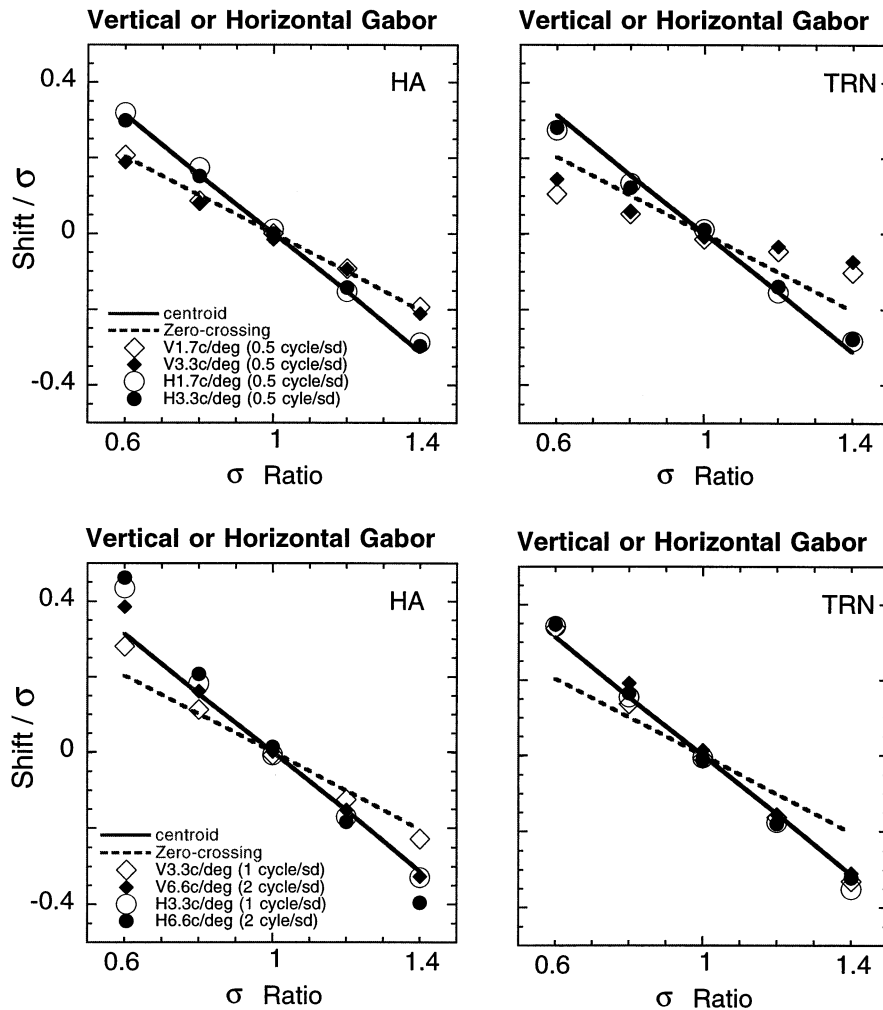 Vertical or Horizontal Gabor
HA
0.4
0
-0.4
Shift / σ
centroid
Zero-crossing
V1.7c/deg (0.5 cycle/sd)
V3.3c/deg (0.5 cycle/sd)
H1.7c/deg (0.5 cycle/sd)
H3.3c/deg (0.5 cyle/sd)
0.6
1
1.4
σ Ratio
Vertical or Horizontal Gabor
TRN
0.6
1
1.4
σ Ratio
Vertical or Horizontal Gabor
HA
0.4
0
-0.4
Shift / σ
centroid
Zero-crossing
V3.3c/deg (1 cycle/sd)
V6.6c/deg (2 cycle/sd)
H3.3c/deg (1 cycle/sd)
H6.6c/deg (2 cyle/sd)
0.6
1
1.4
σ Ratio
Vertical or Horizontal Gabor
TRN
0.6
1
1.4
σ Ratio